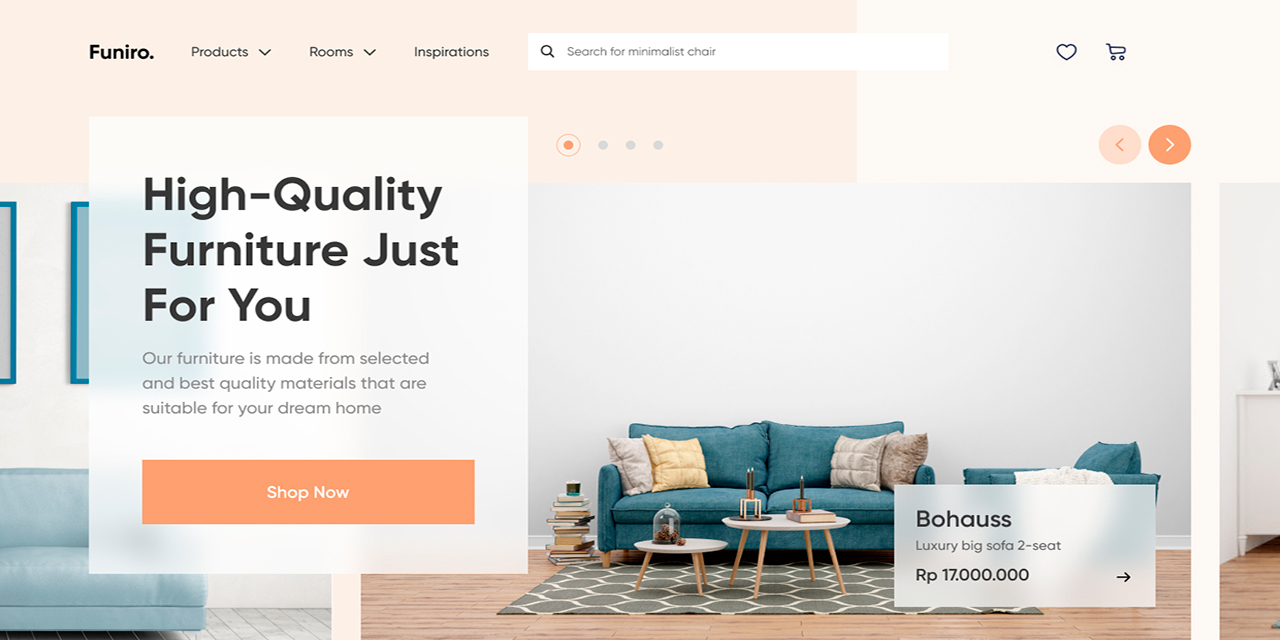 Funiro.
Products
Rooms
Inspirations
Search for minimalist chair
High-Quality
Furniture Just
For You
Our furniture is made from selected
and best quality materials that are
suitable for your dream home
Shop Now
Bohauss
Luxury big sofa 2-seat
Rp 17.000.000